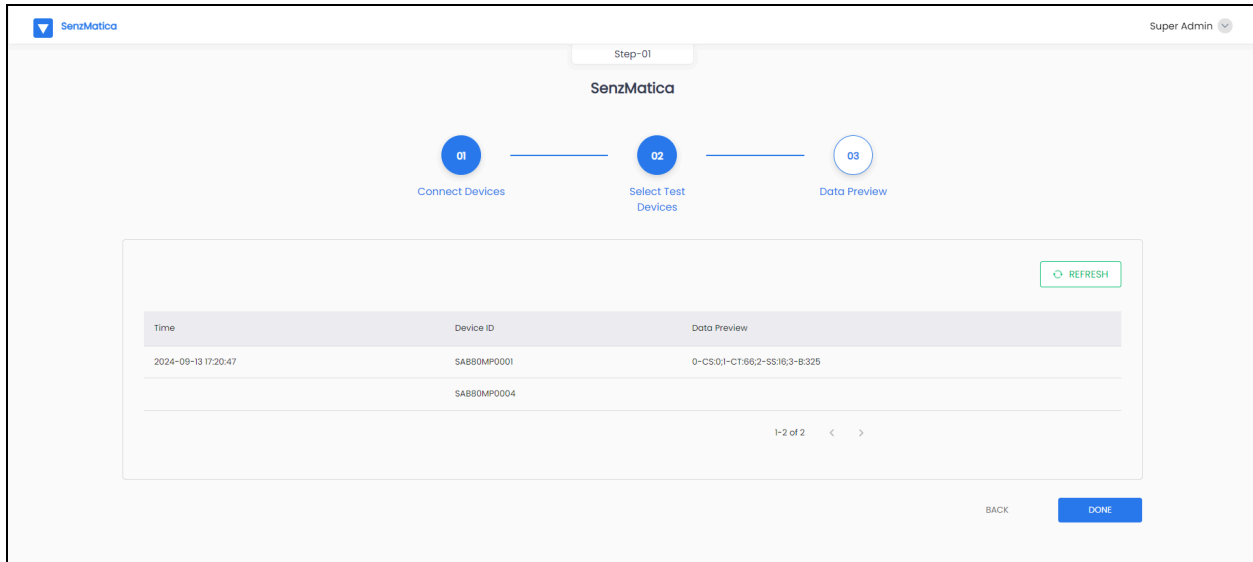 SenzMatica
Super Admin
Step-01
SenzMatica
01
02
03
Connect Devices
Select Test
Devices
Data Preview
REFRESH
Time Device ID Data Preview
2024-09-13 17:20:47 SAB80MP0001 0-CS:0;1-CT:66;2-SS:16;3-B:325
SAB80MP0004
1-2 of 2
BACK
DONE